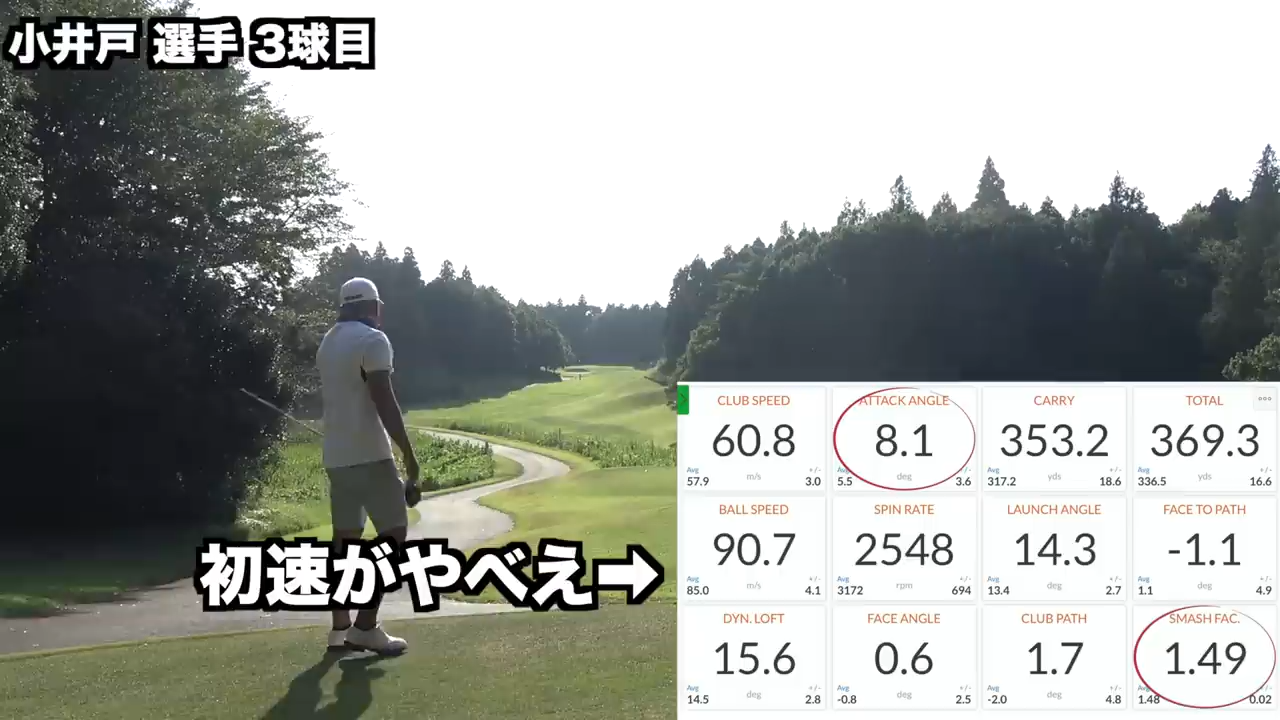 小井戸 選手 3球目
初速がやべえ→
CLUB SPEED
60.8
Avg
57.9
m/s
+/-
3.0
ATTACK ANGLE
8.1
Avg
5.5
deg
+/-
3.6
CARRY
353.2
Avg
317.2
yds
+/-
18.6
TOTAL
369.3
Avg
336.5
yds
+/-
16.6
BALL SPEED
90.7
Avg
85.0
m/s
+/-
4.1
SPIN RATE
2548
Avg
3172
rpm
+/-
694
LAUNCH ANGLE
14.3
Avg
13.4
deg
+/-
2.7
FACE TO PATH
-1.1
Avg
1.1
deg
+/-
4.9
DYN. LOFT
15.6
Avg
14.5
deg
+/-
2.8
FACE ANGLE
0.6
Avg
-0.8
deg
+/-
2.5
CLUB PATH
1.7
Avg
-2.0
deg
+/-
4.8
SMASH FAC.
1.49
Avg
1.48
+/-
0.02